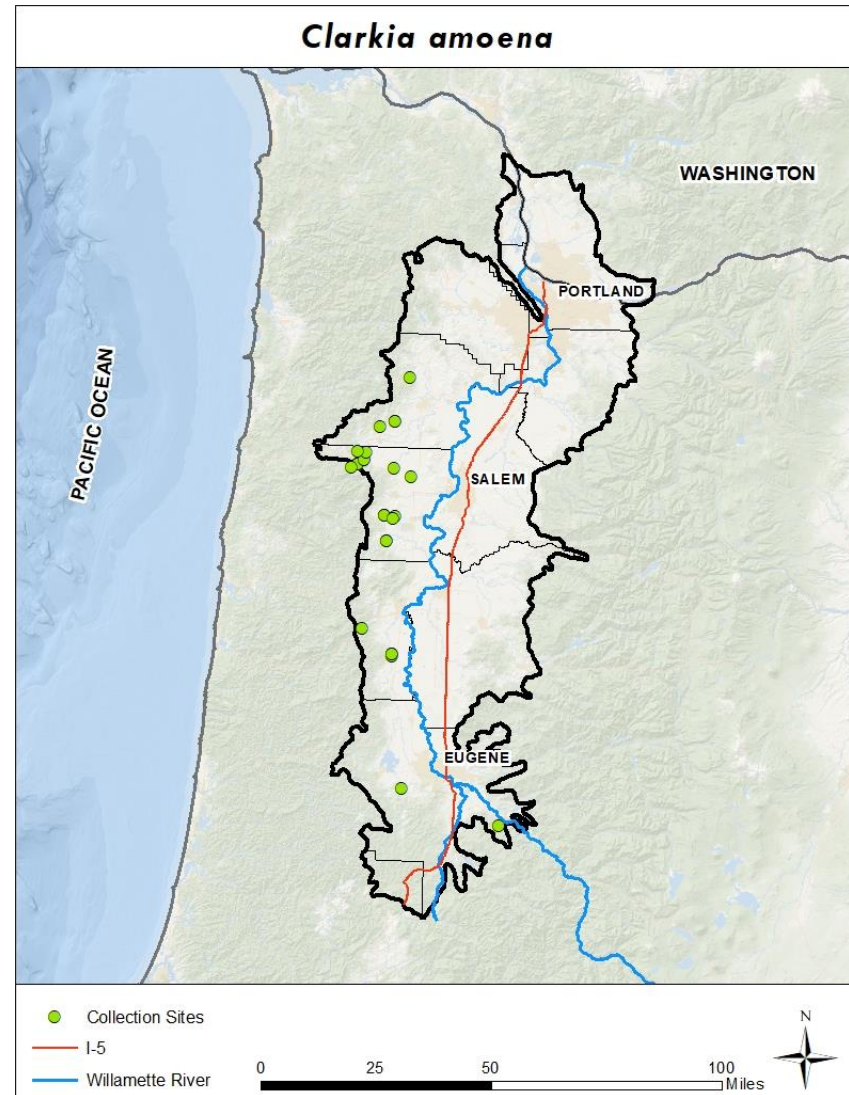 Clarkia amoena
WASHINGTON
PORTLAND
PACIFIC OCEAN
SALEM
EUGENE
Collection Sites
I-5
Willamette River
0 25 50 100
Miles
N